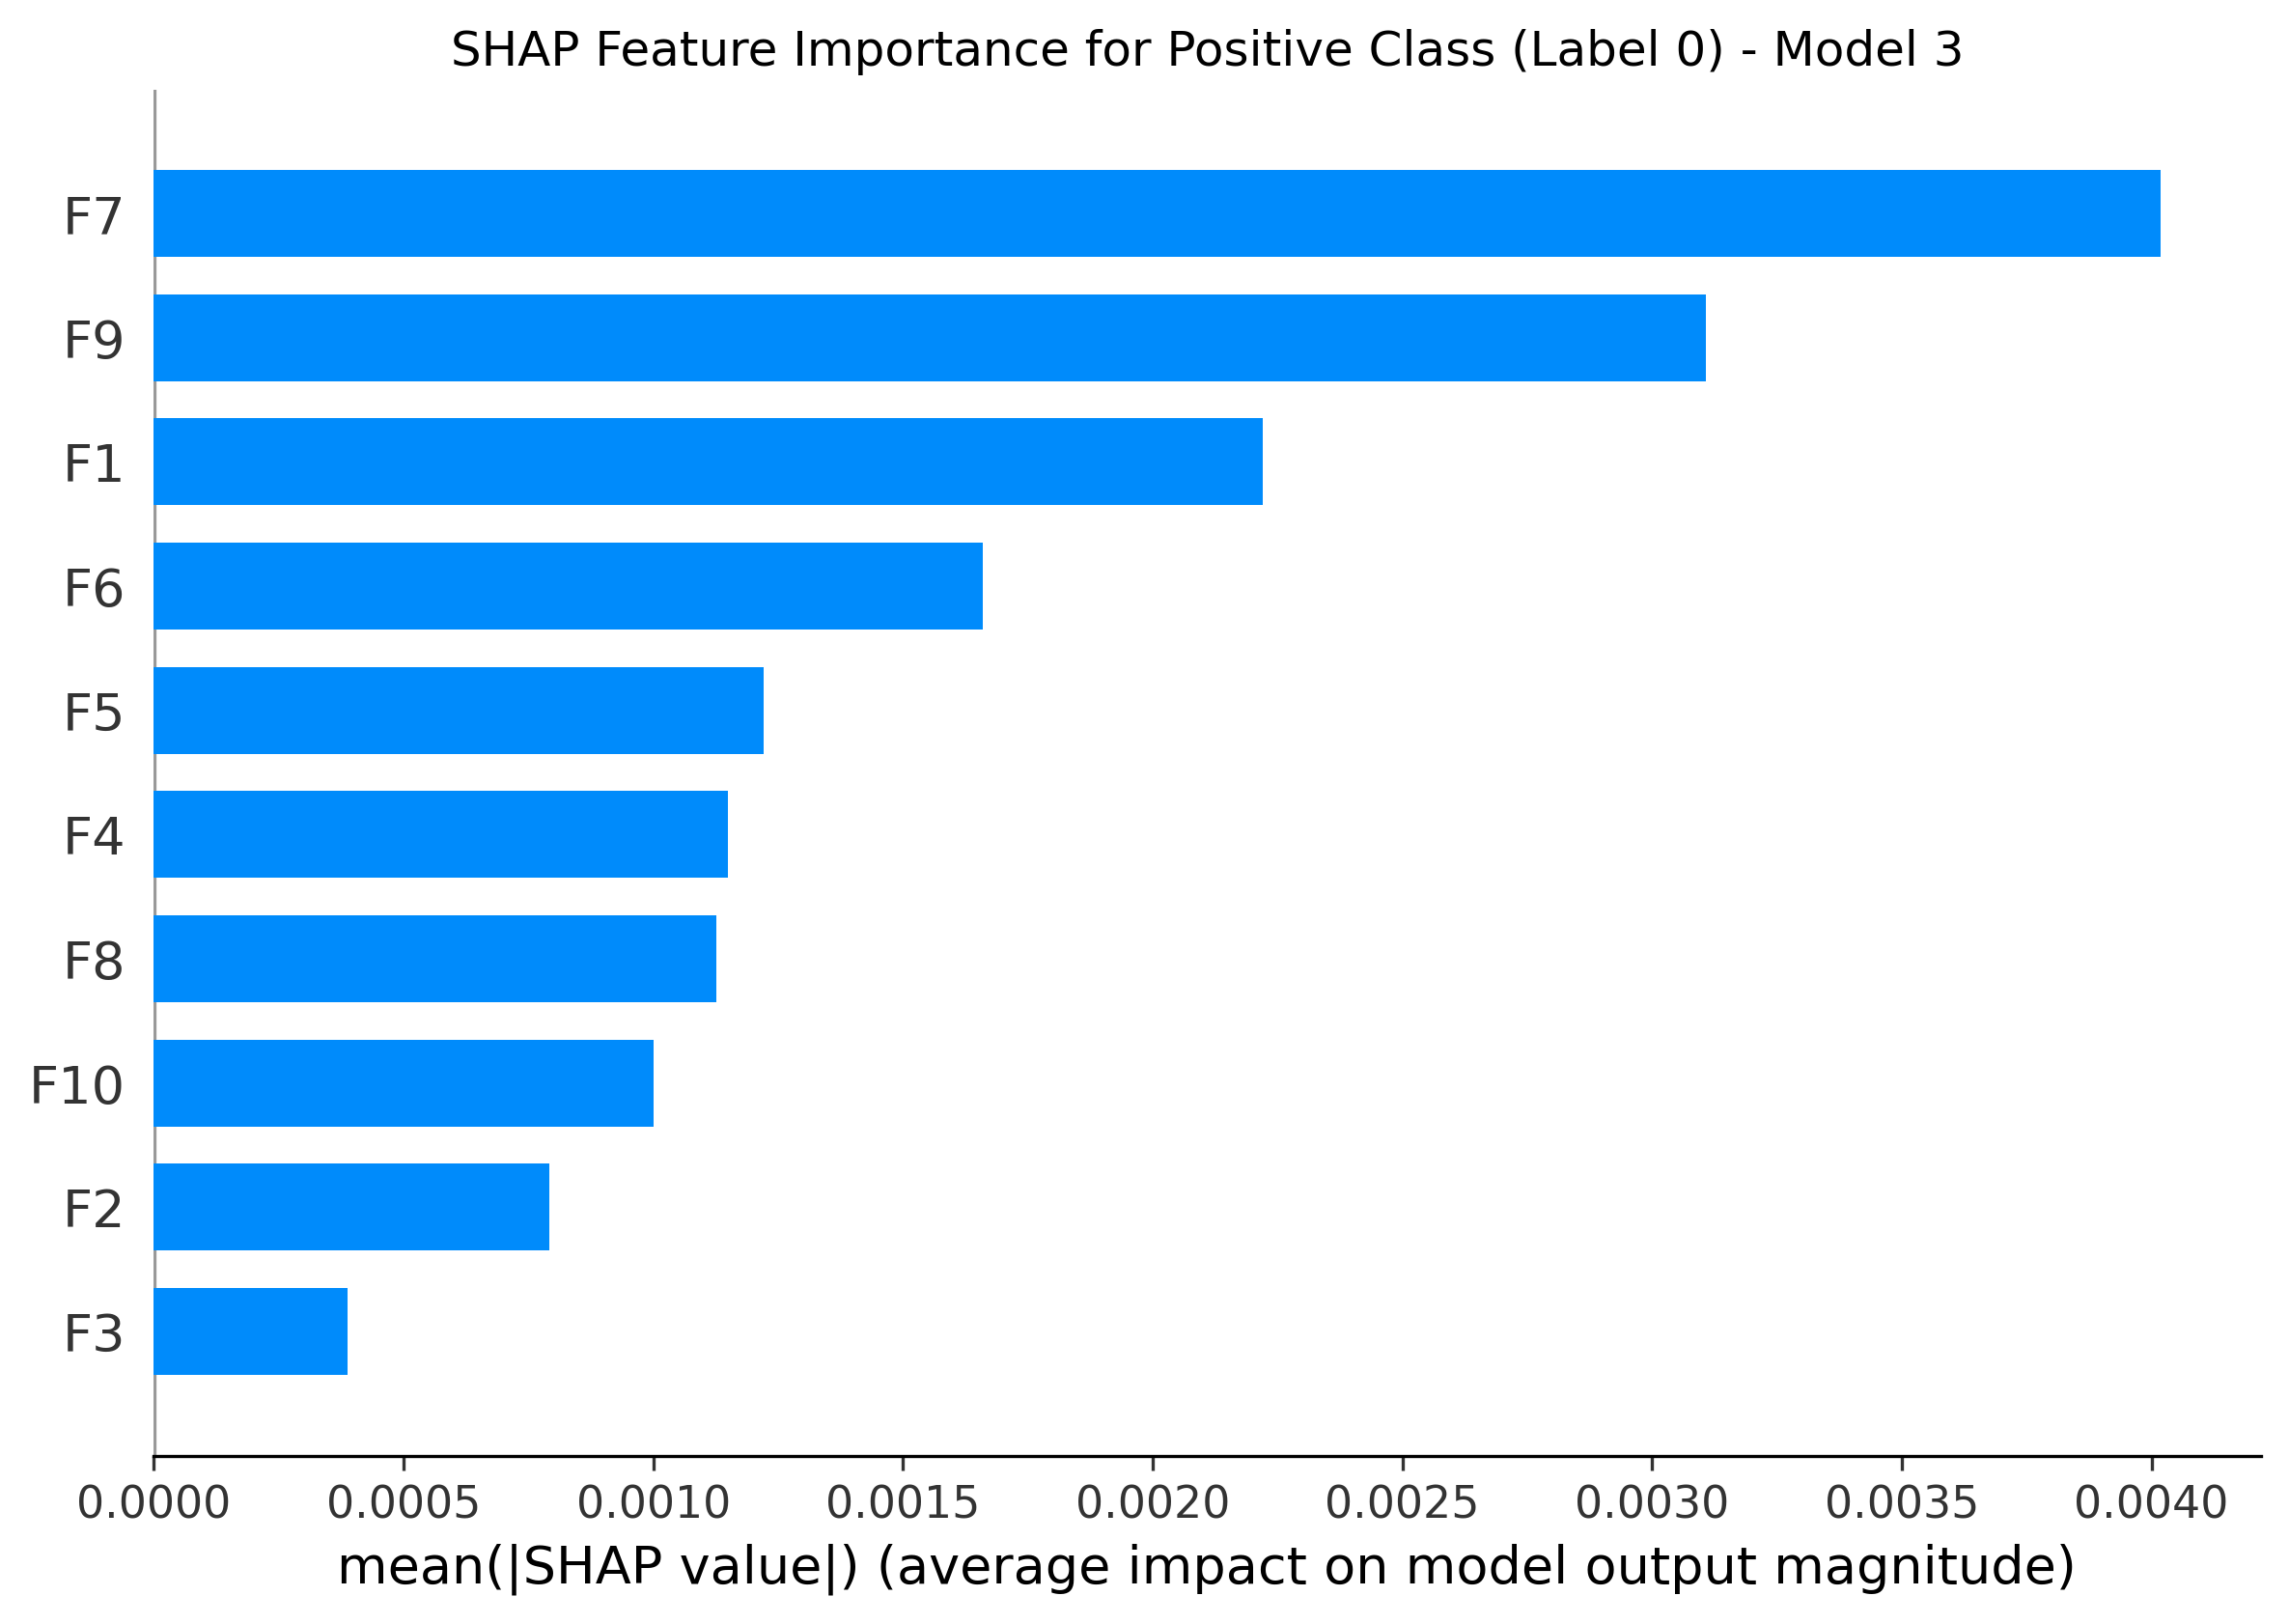 SHAP Feature Importance for Positive Class (Label 0) - Model 3
F7
F9
F1
F6
F5
F4
F8
F10
F2
F3
0.0000 0.0005 0.0010 0.0015 0.0020 0.0025 0.0030 0.0035 0.0040
mean(|SHAP value|) (average impact on model output magnitude)